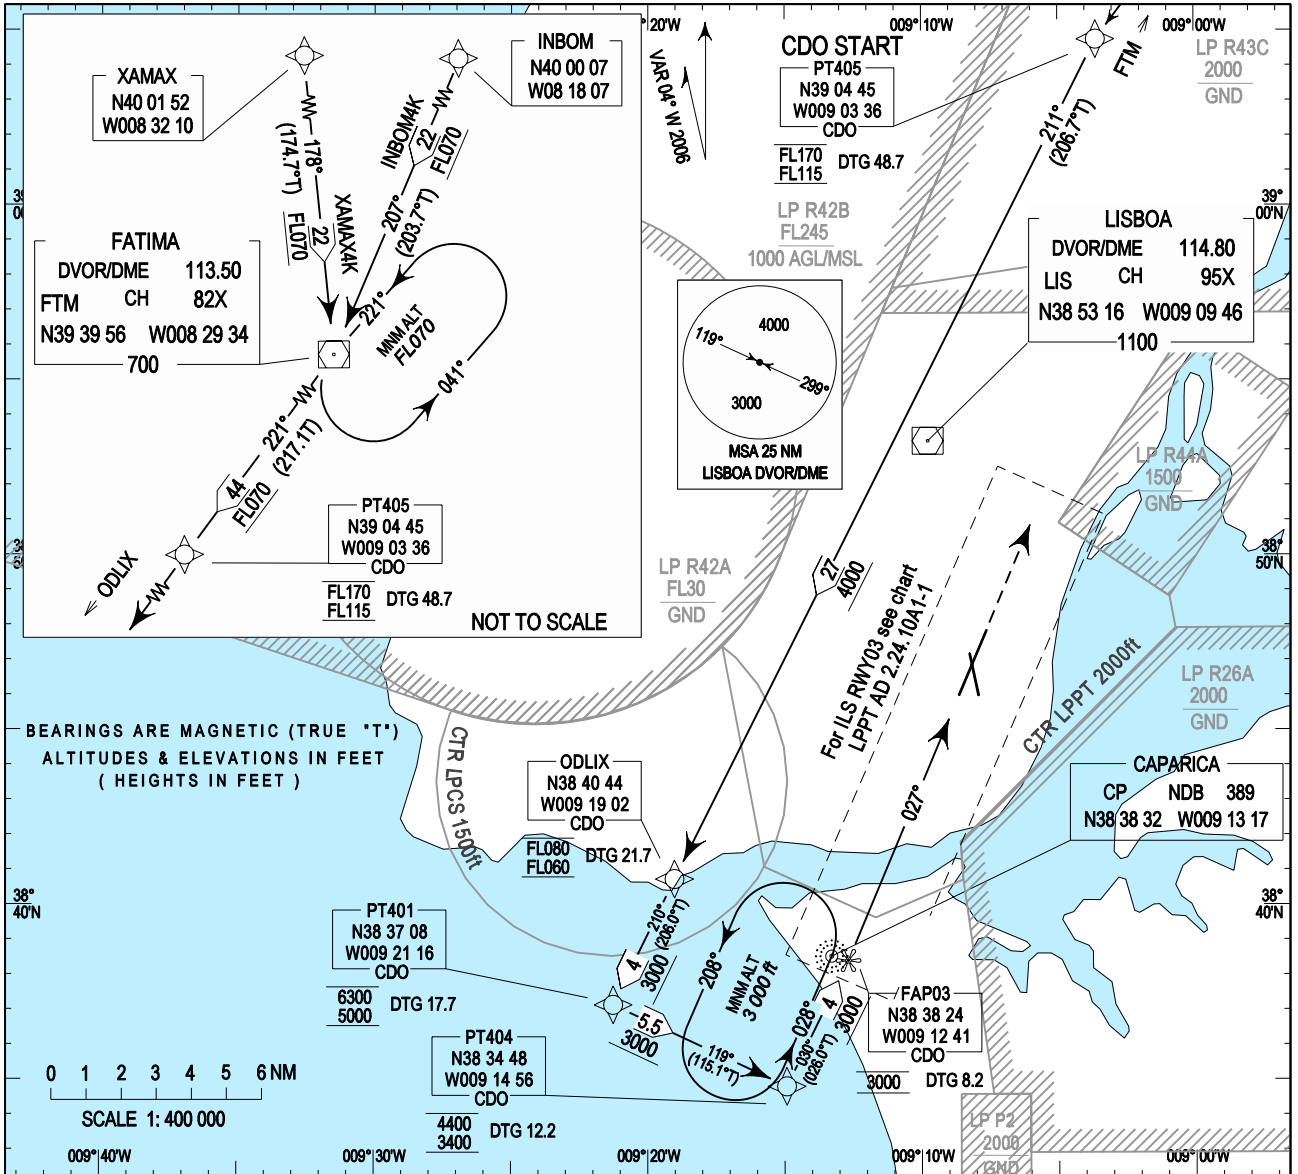 XAMAX
N40 01 52
W008 32 10
INBOM
N40 00 07
W08 18 07
178°
(174.7°T)
22
FL070
XAMAX4K
INBOM4K
22
FL070
207°
(203.7°T)
FATIMA
DVOR/DME 113.50
FTM CH 82X
N39 39 56 W008 29 34
700
221°
MNM ALT
FL070
041°
221°
(217.1T)
44
FL070
PT405
N39 04 45
W009 03 36
CDO
FL170
FL115
DTG 48.7
ODLIX
NOT TO SCALE
°20'W
009°10'W
009°00'W
VAR 04° W 2006
CDO START
PT405
N39 04 45
W009 03 36
CDO
FL170
FL115
DTG 48.7
FTM
211°
(206.7°T)
LP R43C
2000
GND
LP R42B
FL245
1000 AGL/MSL
39°
00'N
LISBOA
DVOR/DME 114.80
LIS CH 95X
N38 53 16 W009 09 46
1100
4000
119°
299°
3000
MSA 25 NM
LISBOA DVOR/DME
LP R44A
1500
GND
38°
50'N
LP R42A
FL30
GND
27
4000
For ILS RWY03 see chart
LPPT AD 2.24.10A1-1
CTR LPPT 2000ft
LP R26A
2000
GND
BEARINGS ARE MAGNETIC (TRUE "T")
ALTITUDES & ELEVATIONS IN FEET
( HEIGHTS IN FEET )
CTR LPCS 1500ft
ODLIX
N38 40 44
W009 19 02
CDO
FL080
FL060
DTG 21.7
CAPARICA
CP NDB 389
N38 38 32 W009 13 17
027°
38°
40'N
38°
40'N
PT401
N38 37 08
W009 21 16
CDO
6300
5000
DTG 17.7
210°
(206.0°T)
4
3000
208°
MNM ALT
3 000 ft
028°
5.5
3000
119°
(115.1°T)
030°
(026.0°T)
4
3000
FAP03
N38 38 24
W009 12 41
CDO
3000
DTG 8.2
PT404
N38 34 48
W009 14 56
CDO
4400
3400
DTG 12.2
0 1 2 3 4 5 6 NM
SCALE 1: 400 000
LP P2
2000
GND
009°40'W
009°30'W
009°20'W
009°10'W
009°00'W